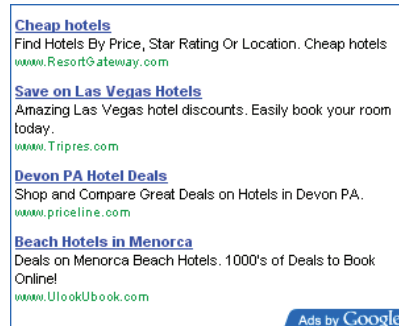 Cheap hotels
Find Hotels By Price, Star Rating Or Location. Cheap hotels
www.ResortGateway.com
Save on Las Vegas Hotels
Amazing Las Vegas hotel discounts. Easily book your room
today.
www.Tripres.com
Devon PA Hotel Deals
Shop and Compare Great Deals on Hotels in Devon PA.
www.priceline.com
Beach Hotels in Menorca
Deals on Menorca Beach Hotels. 1000's of Deals to Book
Online!
www.UlookUbook.com
Ads by Google